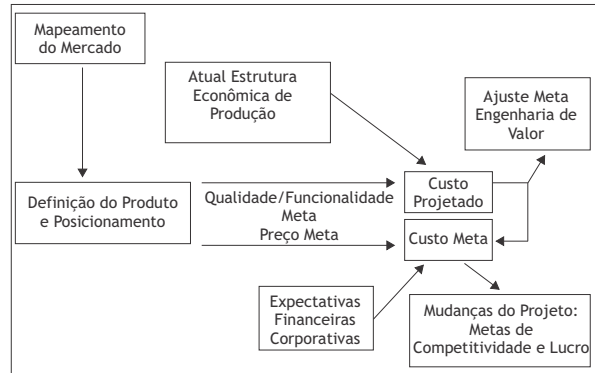 Mapeamento
do Mercado
Atual Estrutura
Econômica de
Produção
Ajuste Meta
Engenharia de
Valor
Definição do Produto
e Posicionamento
Qualidade/Funcionalidade
Meta
Preço Meta
Custo
Projetado
Custo Meta
Expectativas
Financeiras
Corporativas
Mudanças do Projeto:
Metas de
Competitividade e Lucro